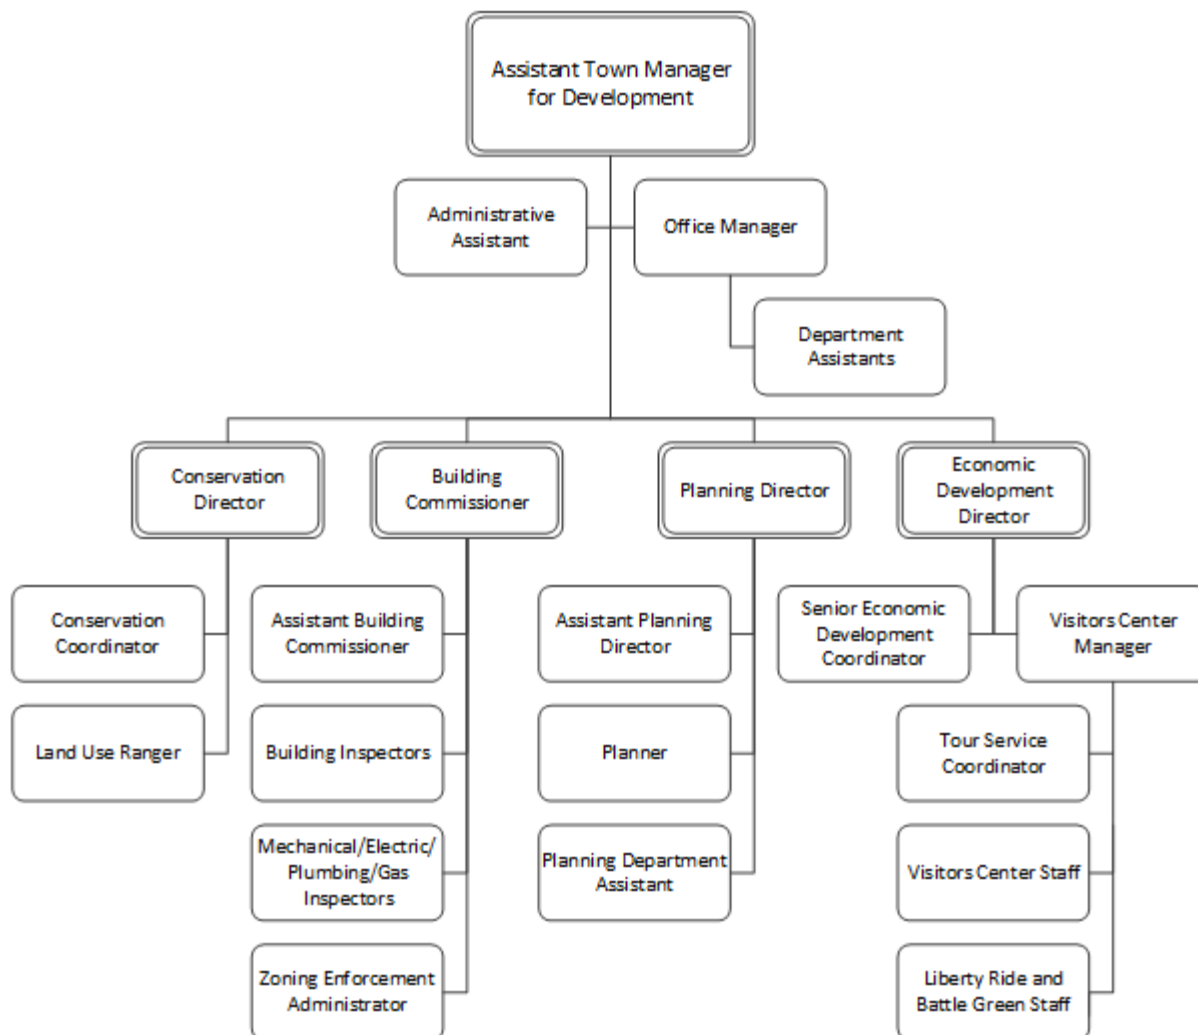 Assistant Town Manager
for Development
Administrative
Assistant
Office Manager
Department
Assistants
Conservation
Director
Building
Commissioner
Planning Director
Economic
Development
Director
Conservation
Coordinator
Assistant Building
Commissioner
Assistant Planning
Director
Senior Economic
Development
Coordinator
Visitors Center
Manager
Land Use Ranger
Building Inspectors
Planner
Tour Service
Coordinator
Mechanical/Electric/
Plumbing/Gas
Inspectors
Planning Department
Assistant
Visitors Center Staff
Zoning Enforcement
Administrator
Liberty Ride and
Battle Green Staff